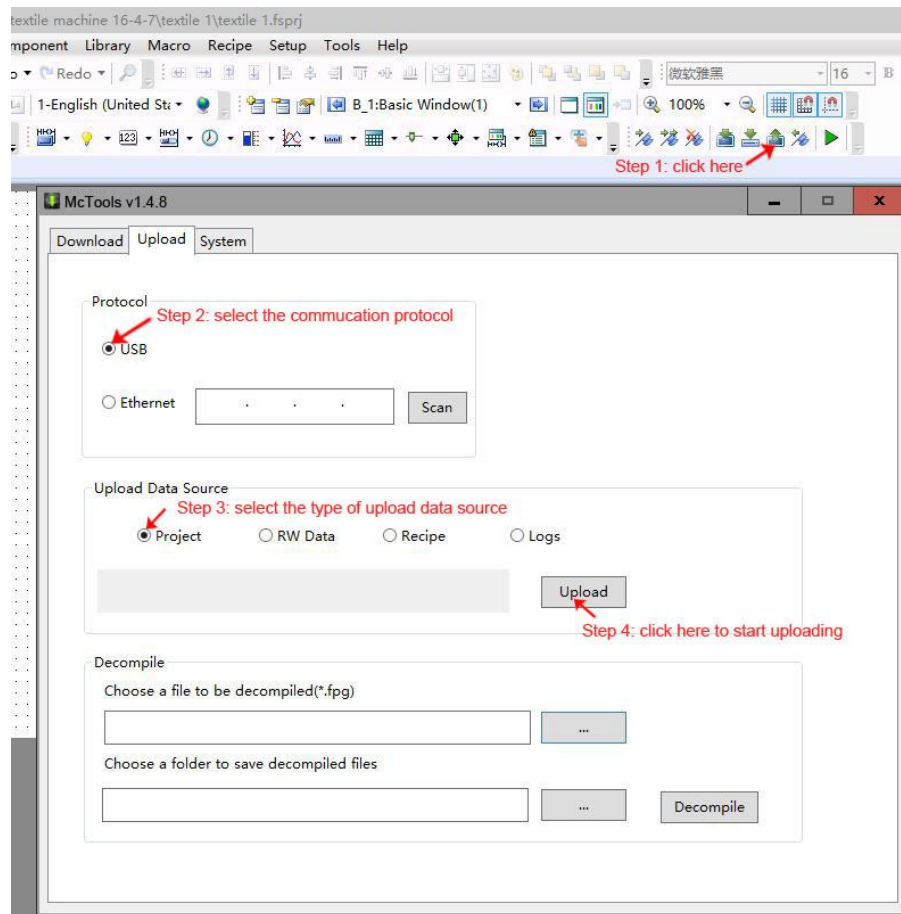 textile machine 16-4-7\textile 1\textile 1.fsprj
mponent Library Macro Recipe Setup Tools Help
Redo 微软雅黑 16 B
1-English (United Sta B_1:Basic Window(1) 100%
123
Step 1: click here
McTools v1.4.8
Download Upload System
Protocol
Step 2: select the commucation protocol
USB
Ethernet . . . Scan
Upload Data Source
Step 3: select the type of upload data source
Project RW Data Recipe Logs
Upload
Step 4: click here to start uploading
Decompile
Choose a file to be decompiled(*.fpg)
...
Choose a folder to save decompiled files
... Decompile